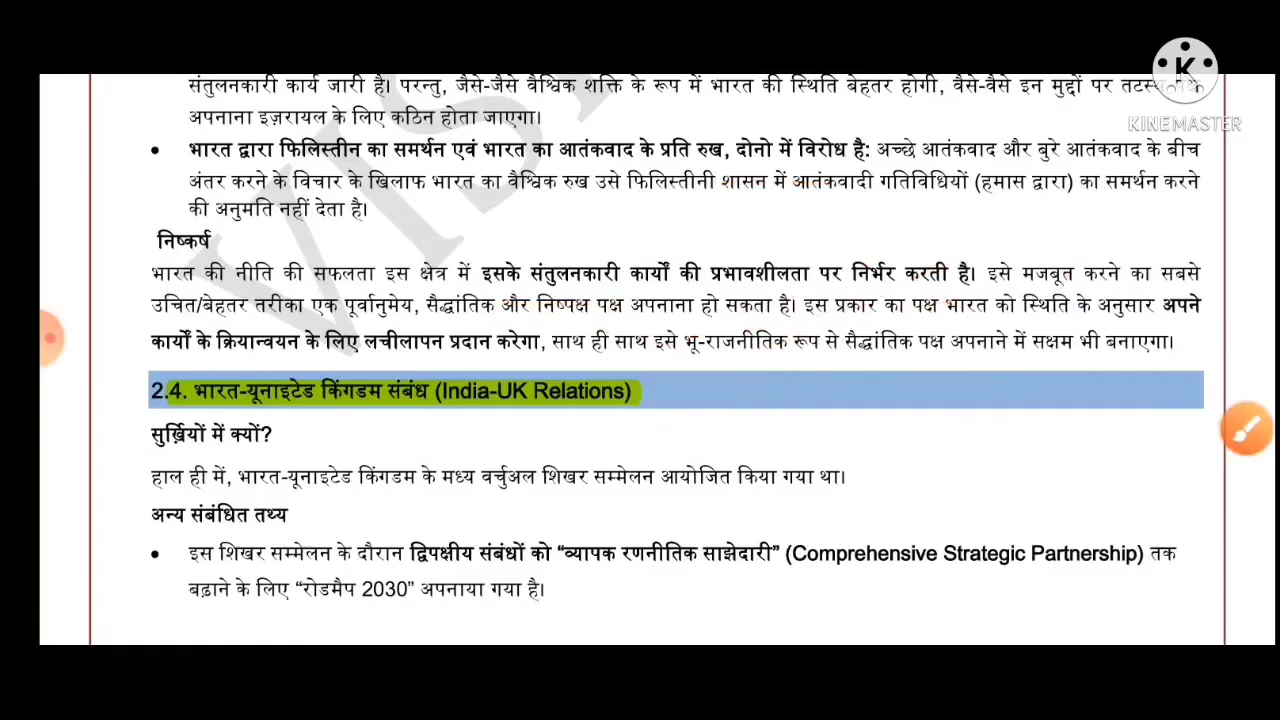 संतुलनकारी कार्य जारी है। परन्तु, जैसे-जैसे वैश्विक शक्ति के रूप में भारत की स्थिति बेहतर होगी, वैसे-वैसे इन मुद्दों पर
अपनाना इज़रायल के लिए कठिन होता जाएगा।
• भारत द्वारा फिलिस्तीन का समर्थन एवं भारत का आतंकवाद के प्रति रुख, दोनो में विरोध है: अच्छे आतंकवाद और बुरे आतंकवाद के बीच
अंतर करने के विचार के खिलाफ भारत का वैश्विक रुख उसे फिलिस्तीनी शासन में आतंकवादी गतिविधियों (हमास द्वारा) का समर्थन करने
की अनुमति नहीं देता है।
निष्कर्ष
भारत की नीति की सफलता इस क्षेत्र में इसके संतुलनकारी कार्यों की प्रभावशीलता पर निर्भर करती है। इसे मजबूत करने का सबसे
उचित/बेहतर तरीका एक पूर्वानुमेय, सैद्धांतिक और निष्पक्ष पक्ष अपनाना हो सकता है। इस प्रकार का पक्ष भारत को स्थिति के अनुसार अपने
कार्यों के क्रियान्वयन के लिए लचीलापन प्रदान करेगा, साथ ही साथ इसे भू-राजनीतिक रूप से सैद्धांतिक पक्ष अपनाने में सक्षम भी बनाएगा।
2.4. भारत-यूनाइटेड किंगडम संबंध (India-UK Relations)
सुर्ख़ियों में क्यों?
हाल ही में, भारत-यूनाइटेड किंगडम के मध्य वर्चुअल शिखर सम्मेलन आयोजित किया गया था।
अन्य संबंधित तथ्य
• इस शिखर सम्मेलन के दौरान द्विपक्षीय संबंधों को “व्यापक रणनीतिक साझेदारी” (Comprehensive Strategic Partnership) तक
बढ़ाने के लिए “रोडमैप 2030” अपनाया गया है।
K
KINEMASTER